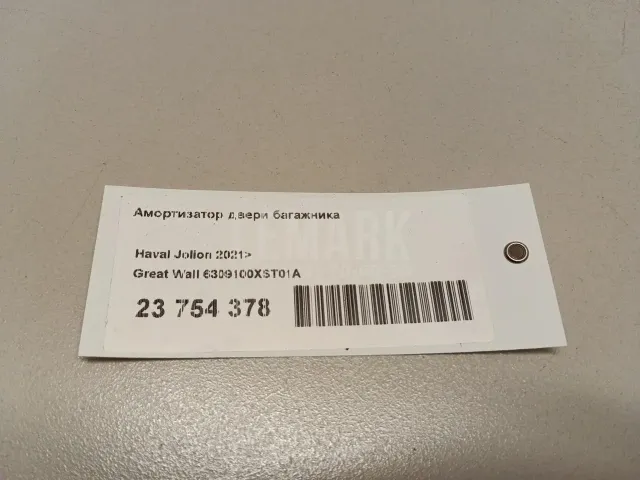 Амортизатор двери багажника
Haval Jolion 2021>
Great Wall 6309100XST01A
23 754 378